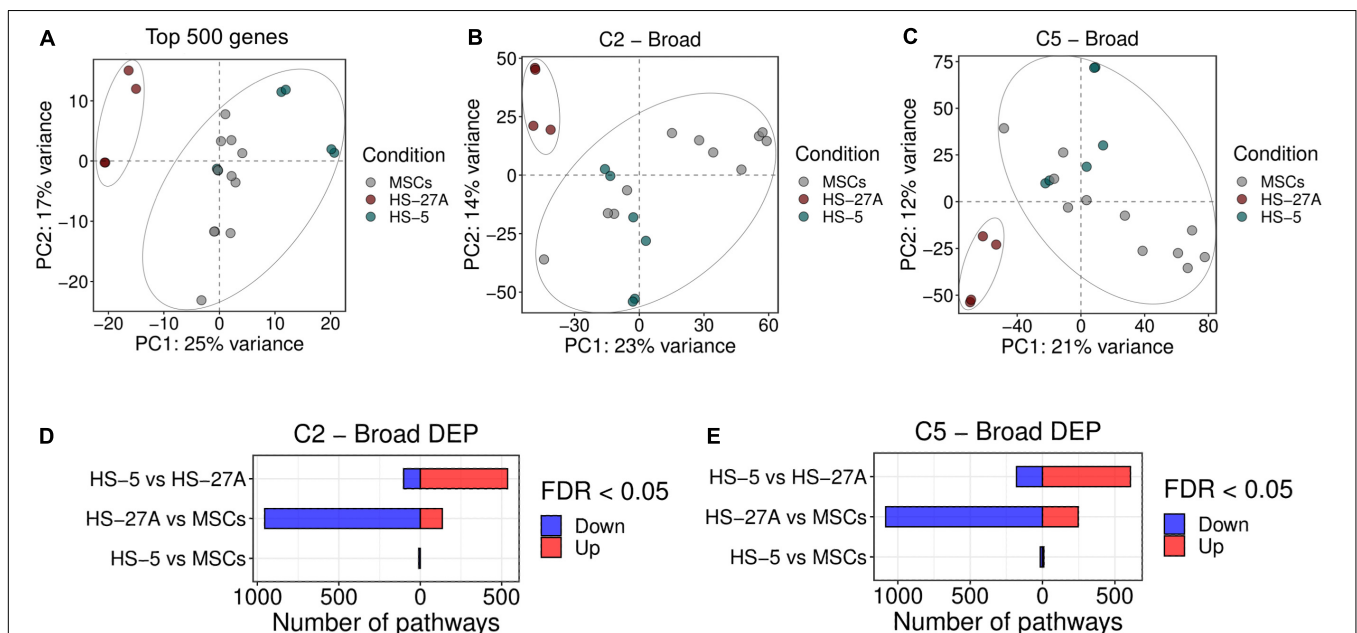 A
Top 500 genes
10
0
−10
−20
PC2: 17% variance
−20
−10
0
10
20
PC1: 25% variance
Condition
MSCs
HS−27A
HS−5
B
C2 − Broad
50
25
0
−25
−50
PC2: 14% variance
−30
0
30
60
PC1: 23% variance
Condition
MSCs
HS−27A
HS−5
C
C5 − Broad
75
50
25
0
−25
−50
PC2: 12% variance
−40
0
40
80
PC1: 21% variance
Condition
MSCs
HS−27A
HS−5
D
C2 − Broad DEP
HS−5 vs HS−27A
HS−27A vs MSCs
HS−5 vs MSCs
1000
500
0
500
Number of pathways
FDR < 0.05
Down
Up
E
C5 − Broad DEP
HS−5 vs HS−27A
HS−27A vs MSCs
HS−5 vs MSCs
1000
500
0
500
Number of pathways
FDR < 0.05
Down
Up